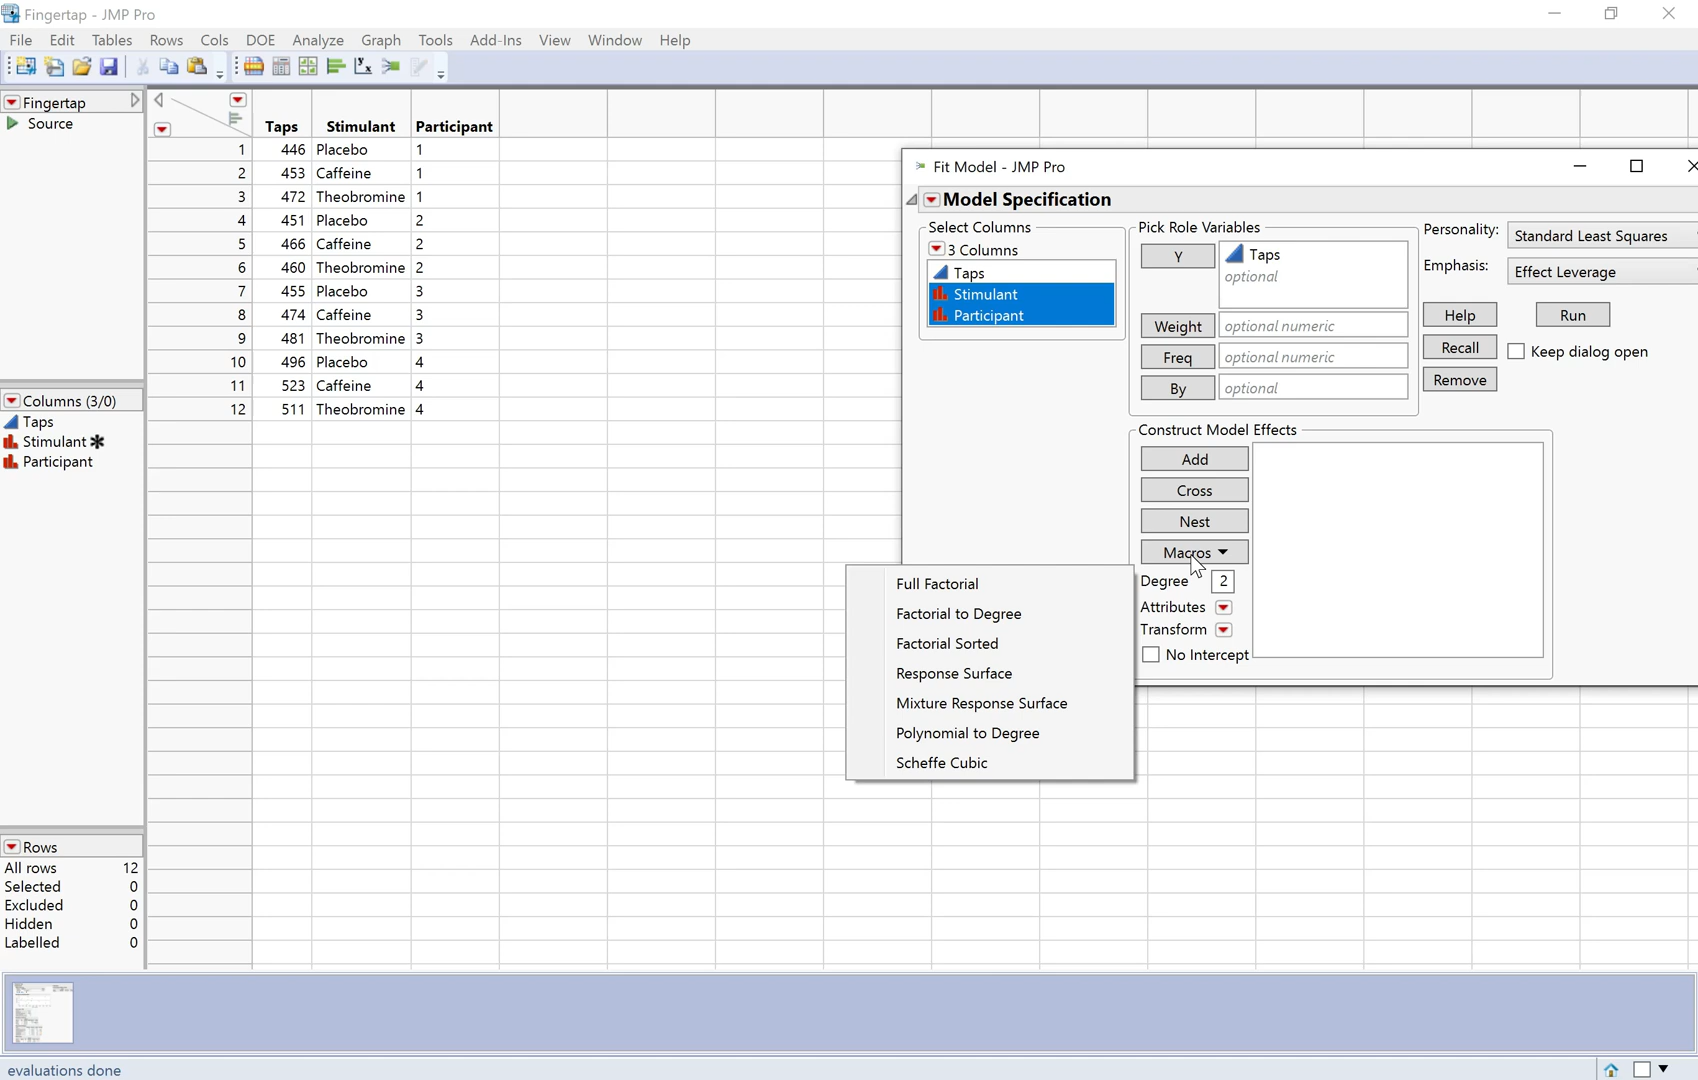 Fingertap - JMP Pro
File Edit Tables Rows Cols DOE Analyze Graph Tools Add-Ins View Window Help
Fingertap
Source
Taps Stimulant Participant
1 446 Placebo 1
2 453 Caffeine 1
3 472 Theobromine 1
4 451 Placebo 2
5 466 Caffeine 2
6 460 Theobromine 2
7 455 Placebo 3
8 474 Caffeine 3
9 481 Theobromine 3
10 496 Placebo 4
11 523 Caffeine 4
12 511 Theobromine 4
Columns (3/0)
Taps
Stimulant
Participant
Rows
All rows 12
Selected 0
Excluded 0
Hidden 0
Labelled 0
Fit Model - JMP Pro
Model Specification
Select Columns
3 Columns
Taps
Stimulant
Participant
Pick Role Variables
Y Taps
optional
Weight optional numeric
Freq optional numeric
By optional
Personality: Standard Least Squares
Emphasis: Effect Leverage
Help Run
Recall Keep dialog open
Remove
Construct Model Effects
Add
Cross
Nest
Macros
Degree 2
Attributes
Transform
No Intercept
Full Factorial
Factorial to Degree
Factorial Sorted
Response Surface
Mixture Response Surface
Polynomial to Degree
Scheffe Cubic
evaluations done